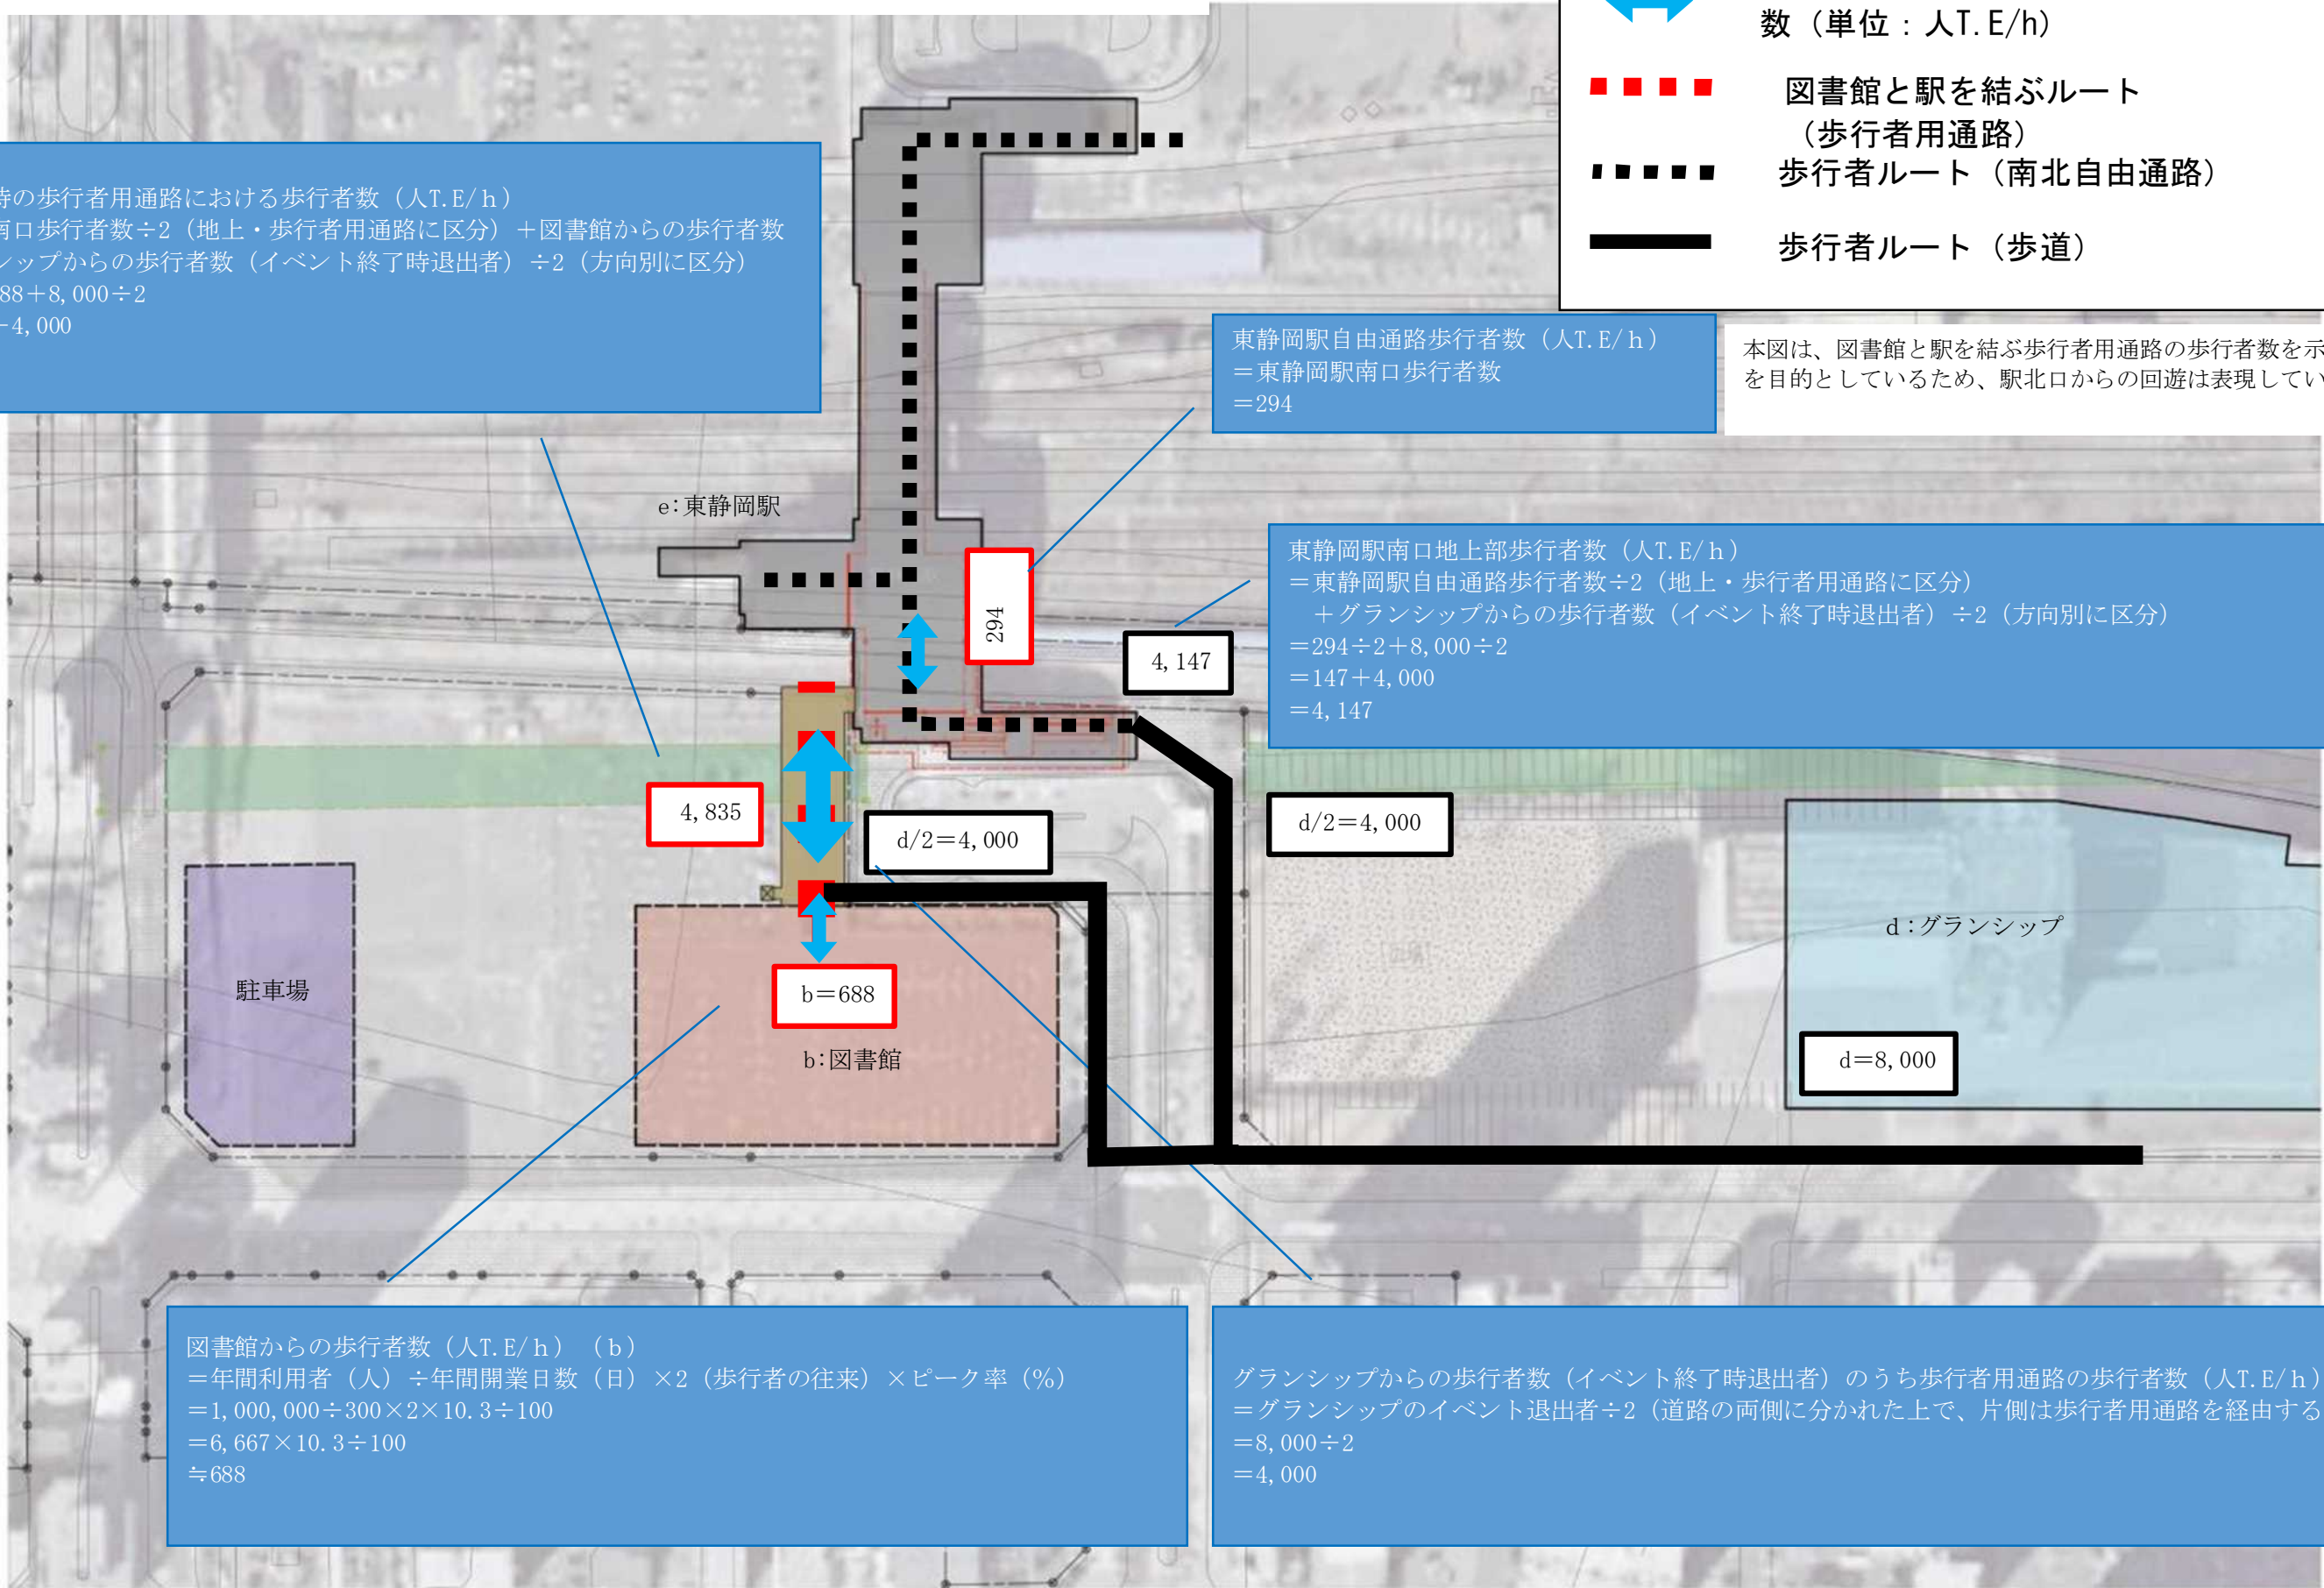 数（単位：人T.E/h）
図書館と駅を結ぶルート
（歩行者用通路）
歩行者ルート（南北自由通路）
歩行者ルート（歩道）
時の歩行者用通路における歩行者数（人T.E/h）
南口歩行者数÷2（地上・歩行者用通路に区分）＋図書館からの歩行者数
シップからの歩行者数（イベント終了時退出者）÷2（方向別に区分）
88＋8,000÷2
4,000
東静岡駅自由通路歩行者数（人T.E/h）
＝東静岡駅南口歩行者数
＝294
本図は、図書館と駅を結ぶ歩行者用通路の歩行者数を示
を目的としているため、駅北口からの回遊は表現してい
e:東静岡駅
294
4,147
東静岡駅南口地上部歩行者数（人T.E/h）
＝東静岡駅自由通路歩行者数÷2（地上・歩行者用通路に区分）
＋グランシップからの歩行者数（イベント終了時退出者）÷2（方向別に区分）
＝294÷2＋8,000÷2
＝147＋4,000
＝4,147
4,835
d/2＝4,000
d/2＝4,000
d:グランシップ
駐車場
b＝688
b:図書館
d＝8,000
図書館からの歩行者数（人T.E/h）（b）
＝年間利用者（人）÷年間開業日数（日）×2（歩行者の往来）×ピーク率（%）
＝1,000,000÷300×2×10.3÷100
＝6,667×10.3÷100
≒688
グランシップからの歩行者数（イベント終了時退出者）のうち歩行者用通路の歩行者数（人T.E/h）
＝グランシップのイベント退出者÷2（道路の両側に分かれた上で、片側は歩行者用通路を経由する
＝8,000÷2
＝4,000